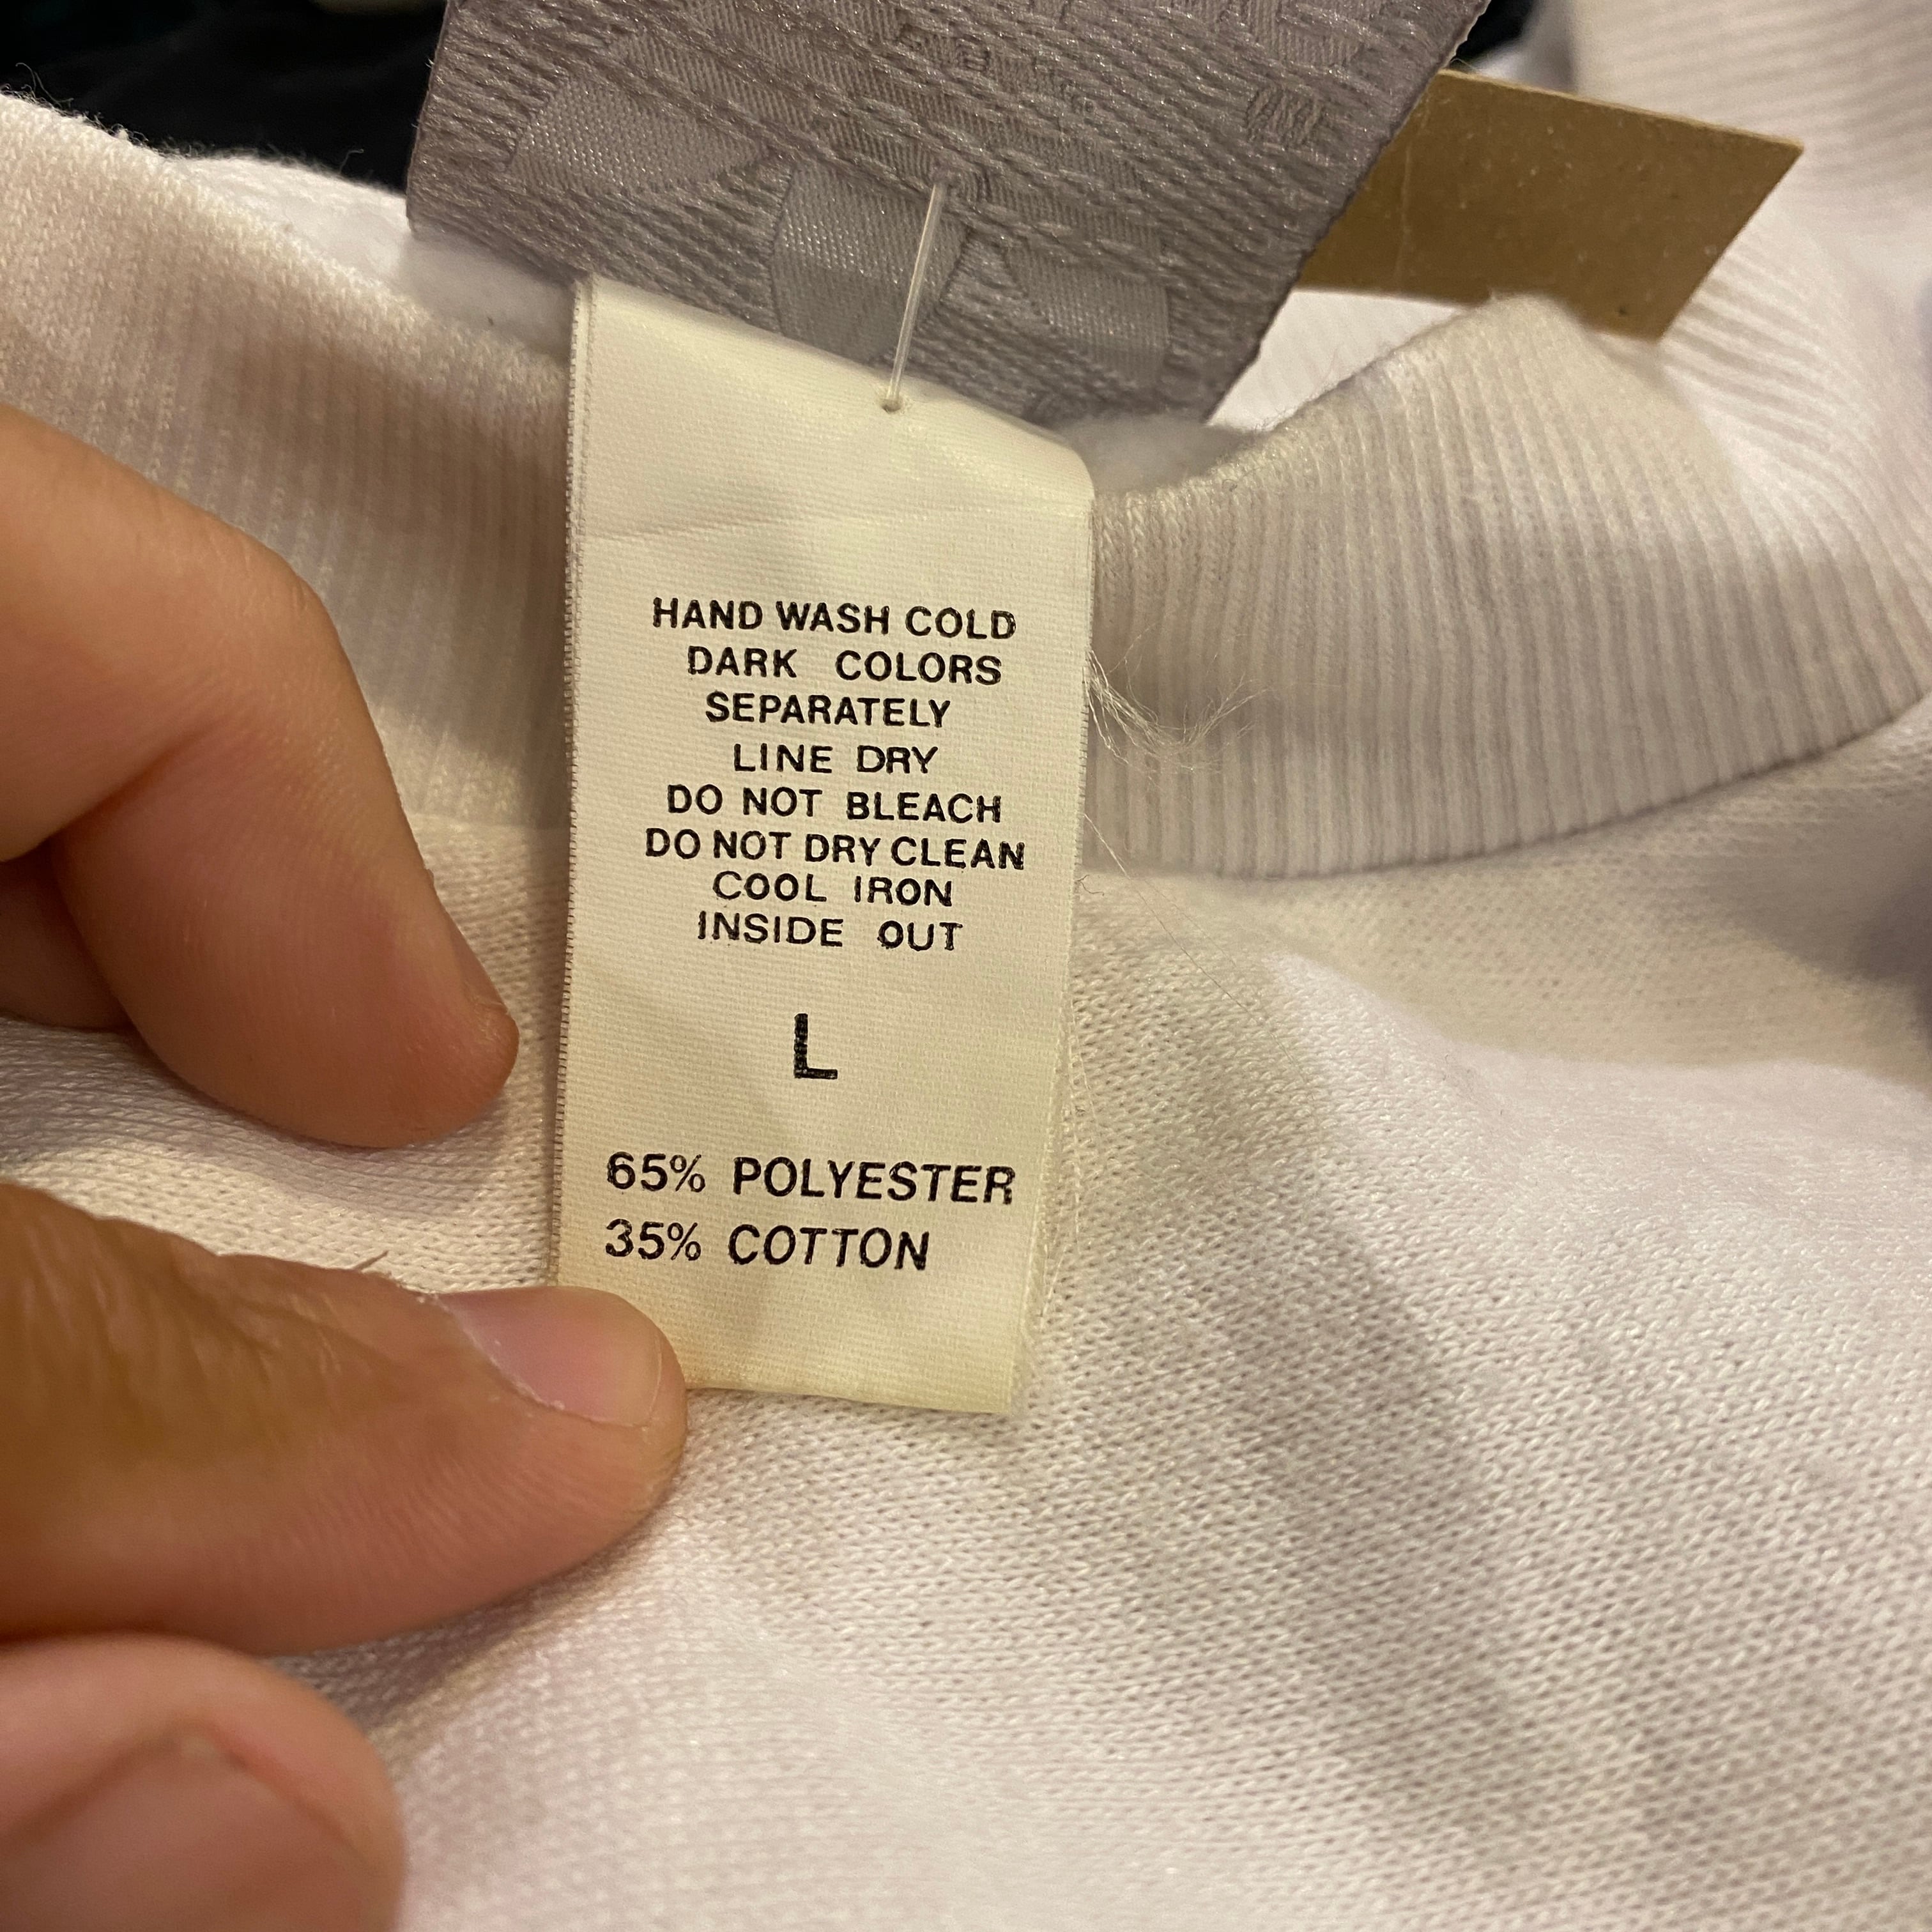 HAND WASH COLD
DARK COLORS
SEPARATELY
LINE DRY
DO NOT BLEACH
DO NOT DRY CLEAN
COOL IRON
INSIDE OUT
L
65% POLYESTER
35% COTTON